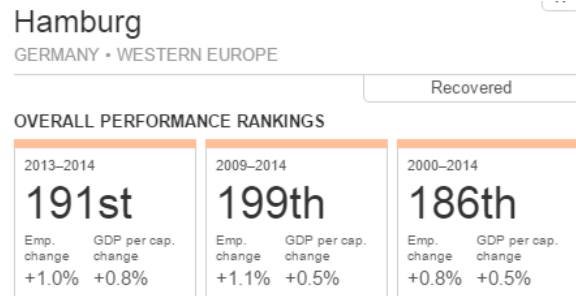 Hamburg
GERMANY • WESTERN EUROPE
Recovered
OVERALL PERFORMANCE RANKINGS
2013–2014 2009–2014 2000–2014
191st 199th 186th
Emp. GDP per cap. Emp. GDP per cap. Emp. GDP per cap.
change change change change change change
+1.0% +0.8% +1.1% +0.5% +0.8% +0.5%